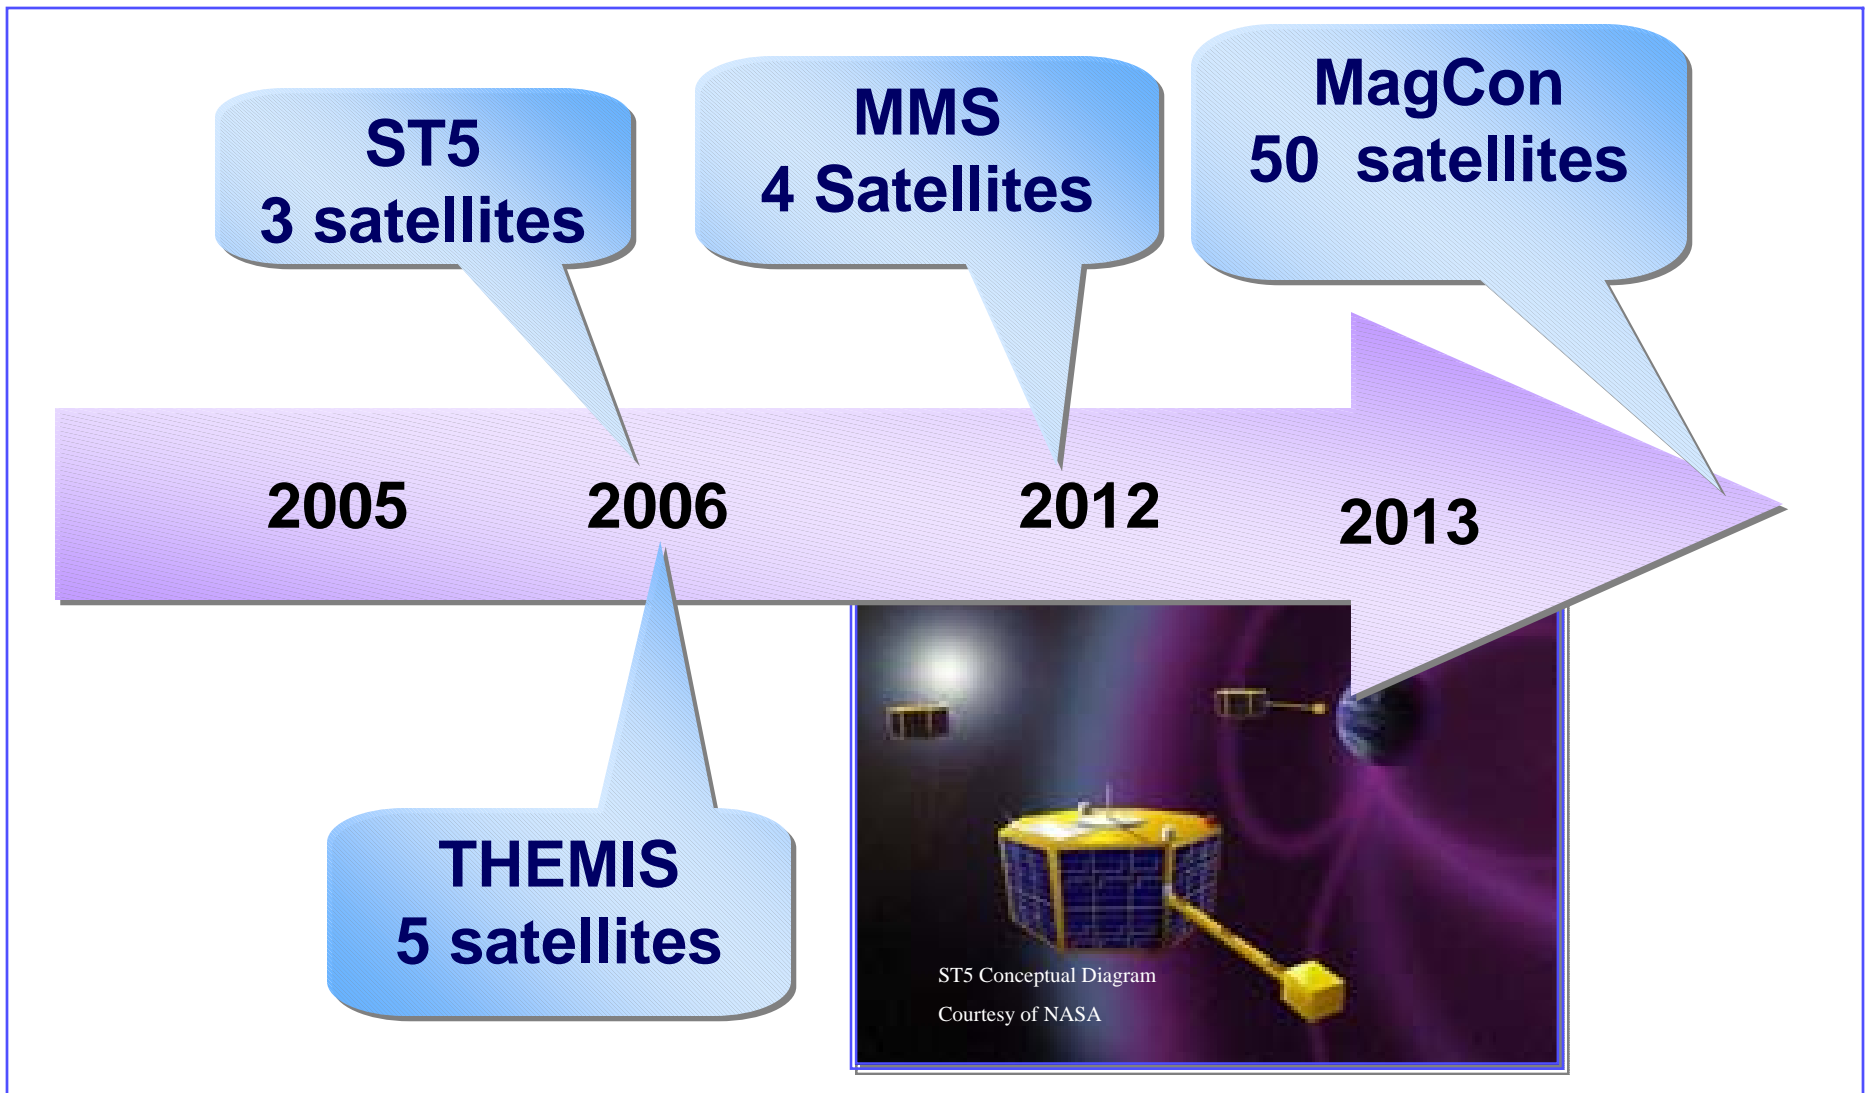 ST5
3 satellites
MMS
4 Satellites
MagCon
50 satellites
2005
2006
2012
2013
THEMIS
5 satellites
ST5 Conceptual Diagram
Courtesy of NASA